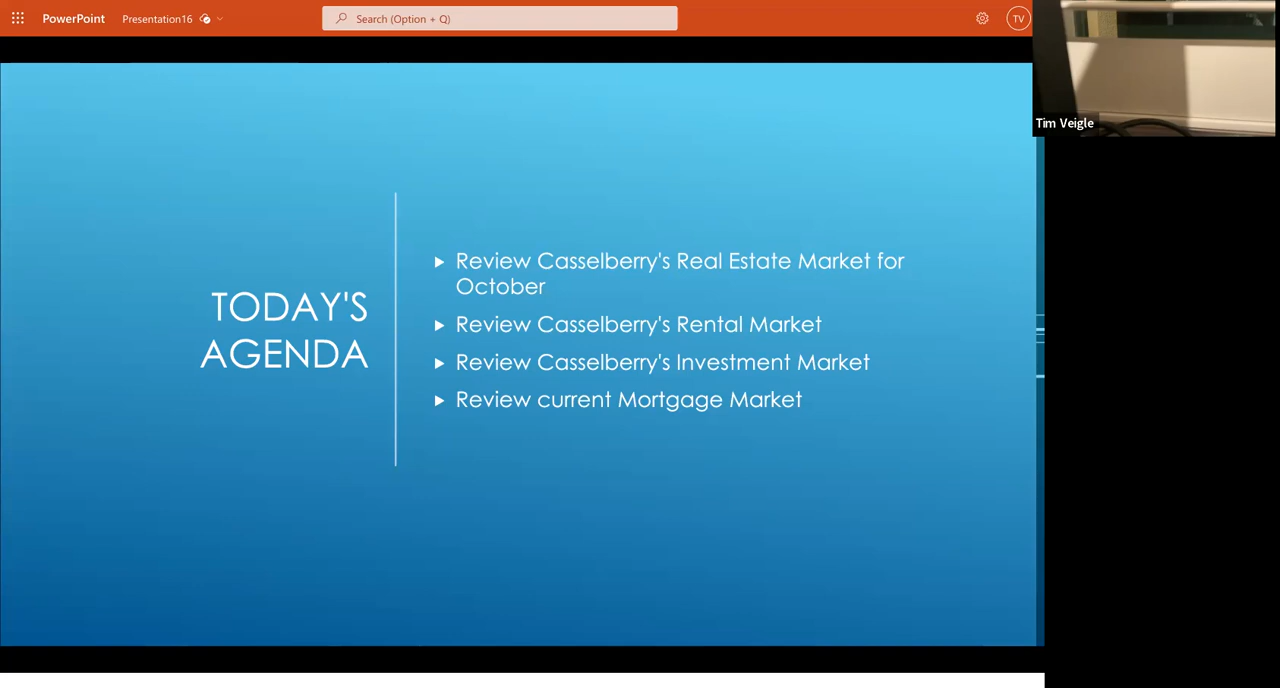 PowerPoint Presentation16 Search (Option + Q) TV
Tim Veigle
TODAY'S
AGENDA
Review Casselberry's Real Estate Market for
October
Review Casselberry's Rental Market
Review Casselberry's Investment Market
Review current Mortgage Market